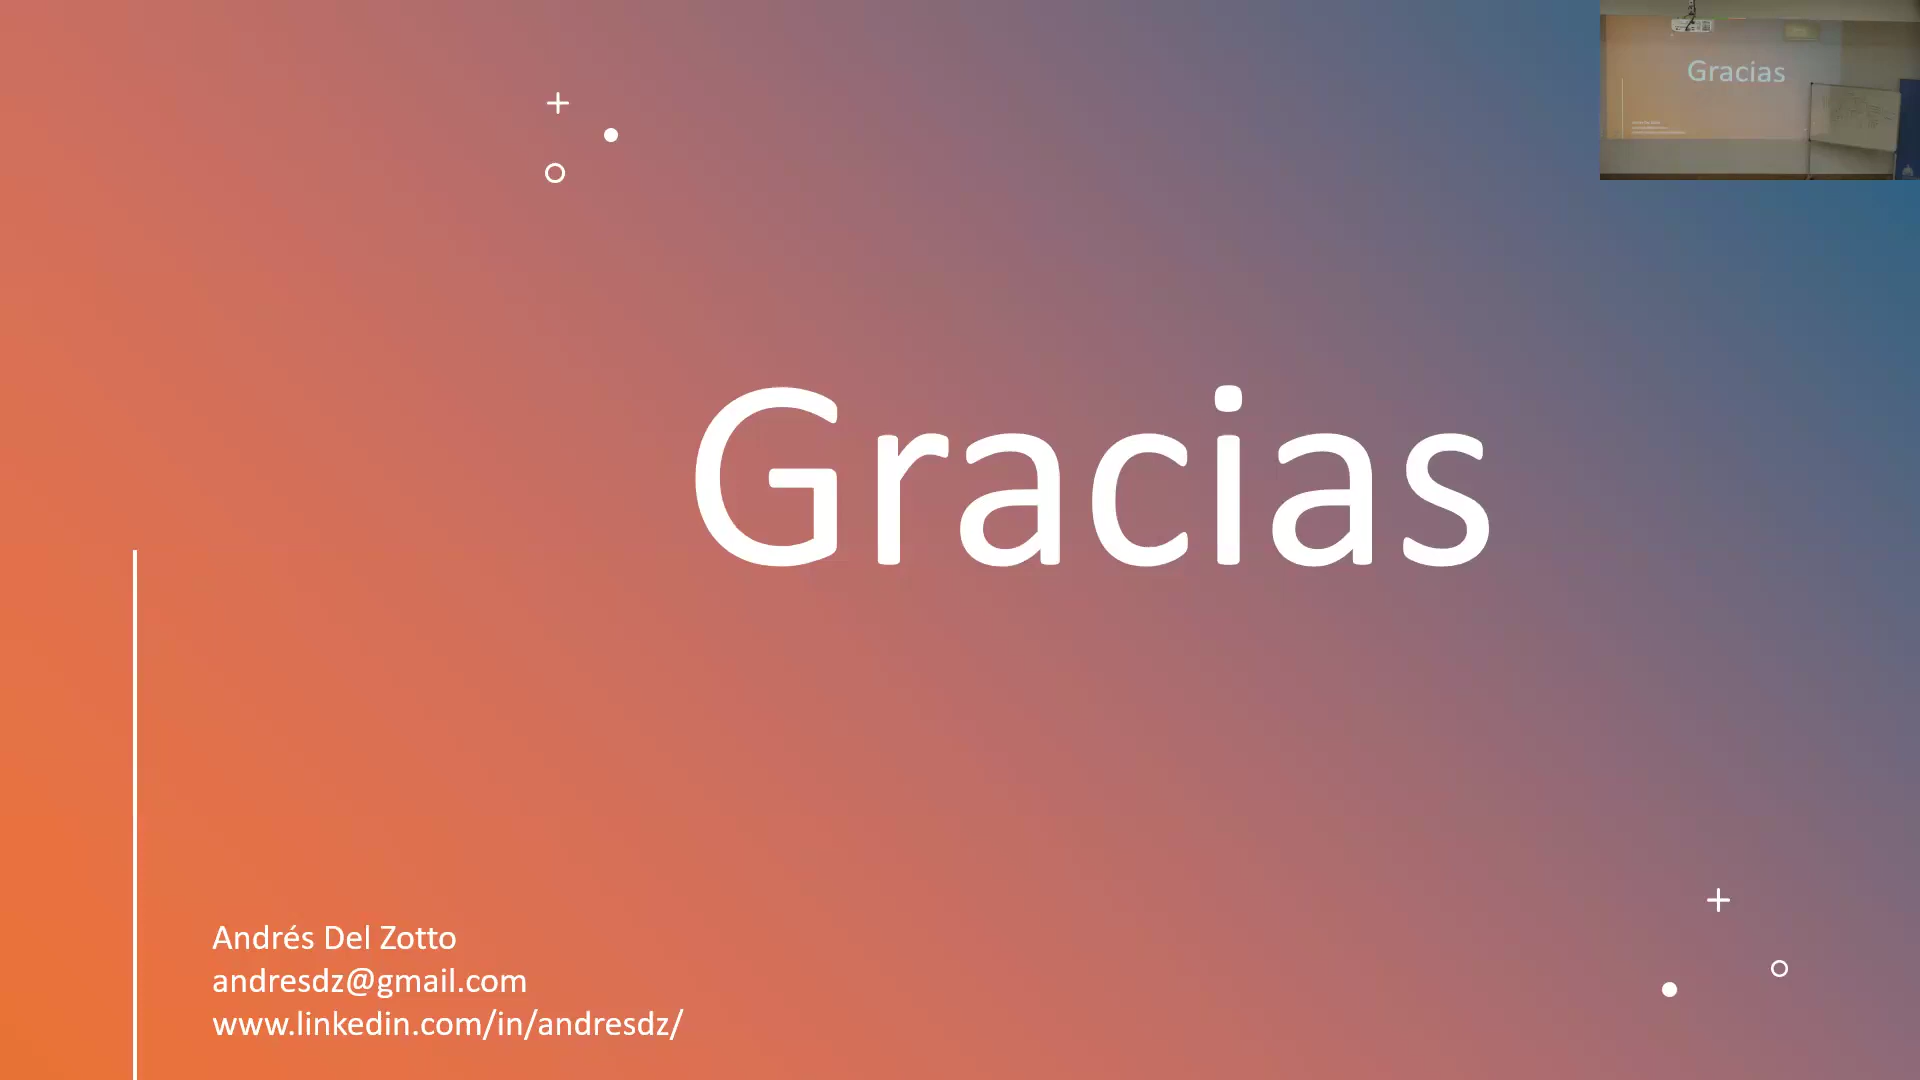 Gracias
Gracias
Andrés Del Zotto
andresdz@gmail.com
www.linkedin.com/in/andresdz/